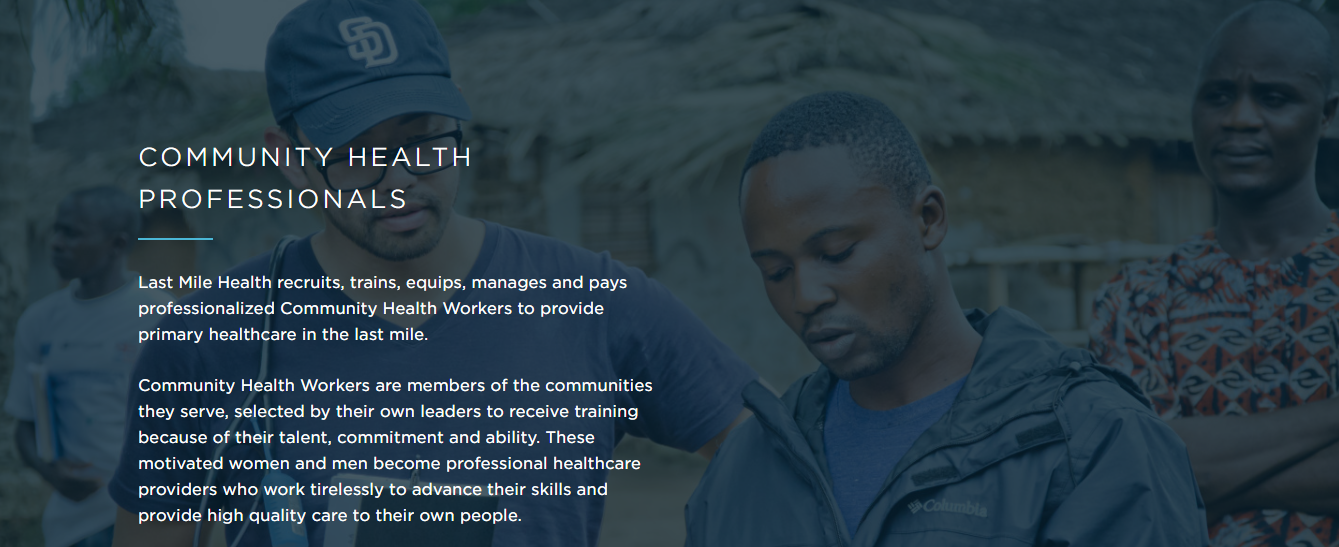 SD
COMMUNITY HEALTH
PROFESSIONALS
Last Mile Health recruits, trains, equips, manages and pays
professionalized Community Health Workers to provide
primary healthcare in the last mile.
Community Health Workers are members of the communities
they serve, selected by their own leaders to receive training
because of their talent, commitment and ability. These
motivated women and men become professional healthcare
providers who work tirelessly to advance their skills and
provide high quality care to their own people.
Columbia